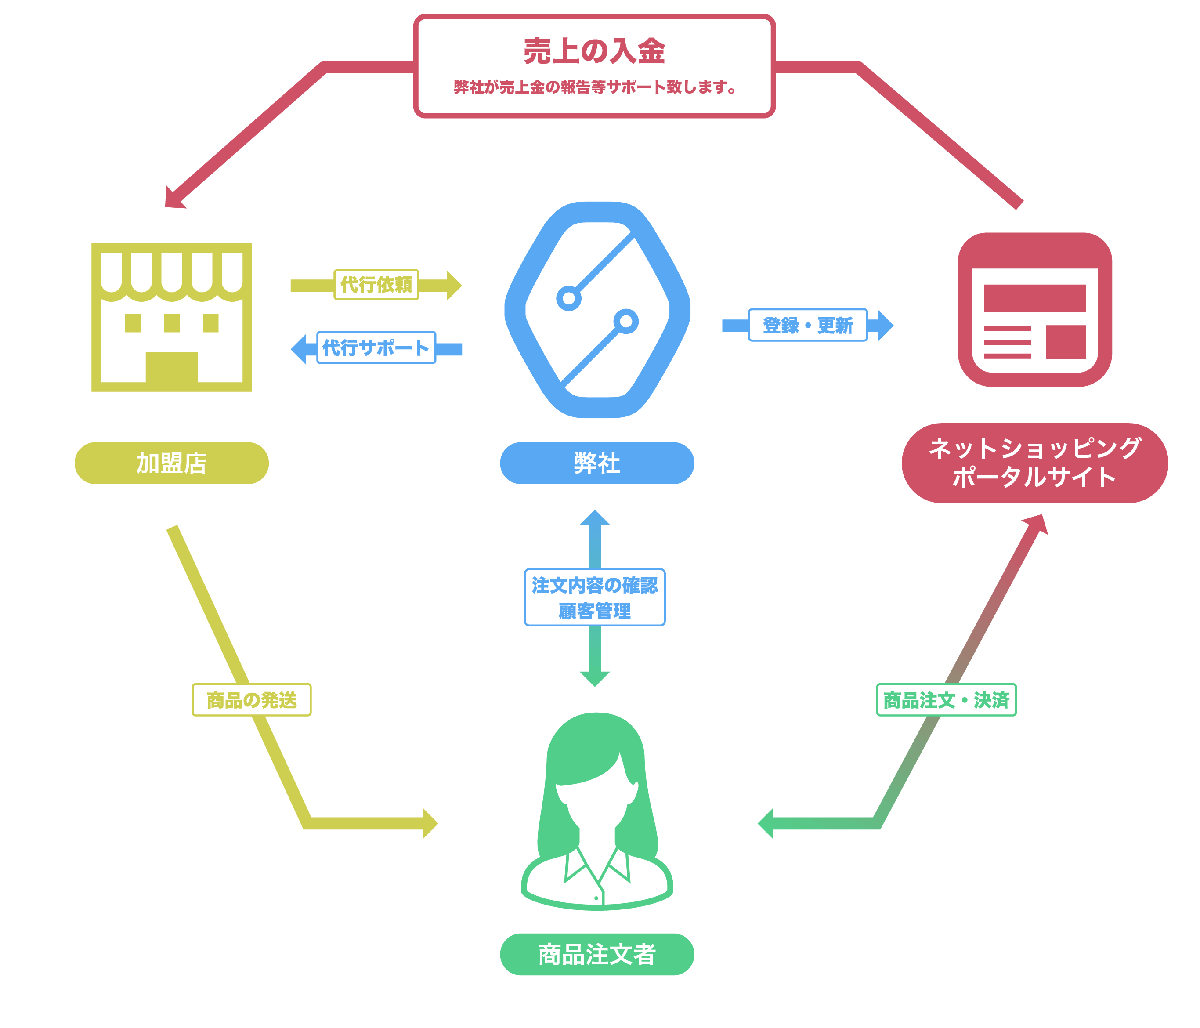 売上の入金
弊社が売上金の報告等サポート致します。
代行依頼
代行サポート
登録・更新
加盟店
弊社
ネットショッピング
ポータルサイト
注文内容の確認
顧客管理
商品の発送
商品注文・決済
商品注文者